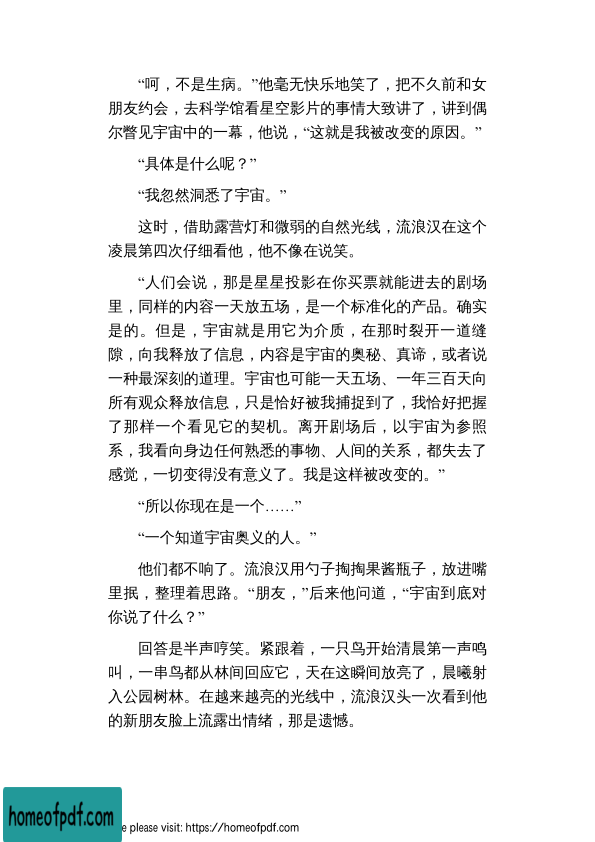 “呵，不是生病。”他毫无快乐地笑了，把不久前和女
朋友约会，去科学馆看星空影片的事情大致讲了，讲到偶
尔瞥见宇宙中的一幕，他说，“这就是我被改变的原因。”
“具体是什么呢？”
“我忽然洞悉了宇宙。”
这时，借助露营灯和微弱的自然光线，流浪汉在这个
凌晨第四次仔细看他，他不像在说笑。
“人们会说，那是星星投影在你买票就能进去的剧场
里，同样的内容一天放五场，是一个标准化的产品。确实
是的。但是，宇宙就是用它为介质，在那时裂开一道缝
隙，向我释放了信息，内容是宇宙的奥秘、真谛，或者说
一种最深刻的道理。宇宙也可能一天五场、一年三百天向
所有观众释放信息，只是恰好被我捕捉到了，我恰好把握
了那样一个看见它的契机。离开剧场后，以宇宙为参照
系，我看向身边任何熟悉的事物、人间的关系，都失去了
感觉，一切变得没有意义了。我是这样被改变的。”
“所以你现在是一个……”
“一个知道宇宙奥义的人。”
他们都不响了。流浪汉用勺子掏掏果酱瓶子，放进嘴
里抿，整理着思路。“朋友，”后来他问道，“宇宙到底对
你说了什么？”
回答是半声哼笑。紧跟着，一只鸟开始清晨第一声鸣
叫，一串鸟都从林间回应它，天在这瞬间放亮了，晨曦射
入公园树林。在越来越亮的光线中，流浪汉头一次看到他
的新朋友脸上流露出情绪，那是遗憾。
homeofpdf.com
please visit: https://homeofpdf.com